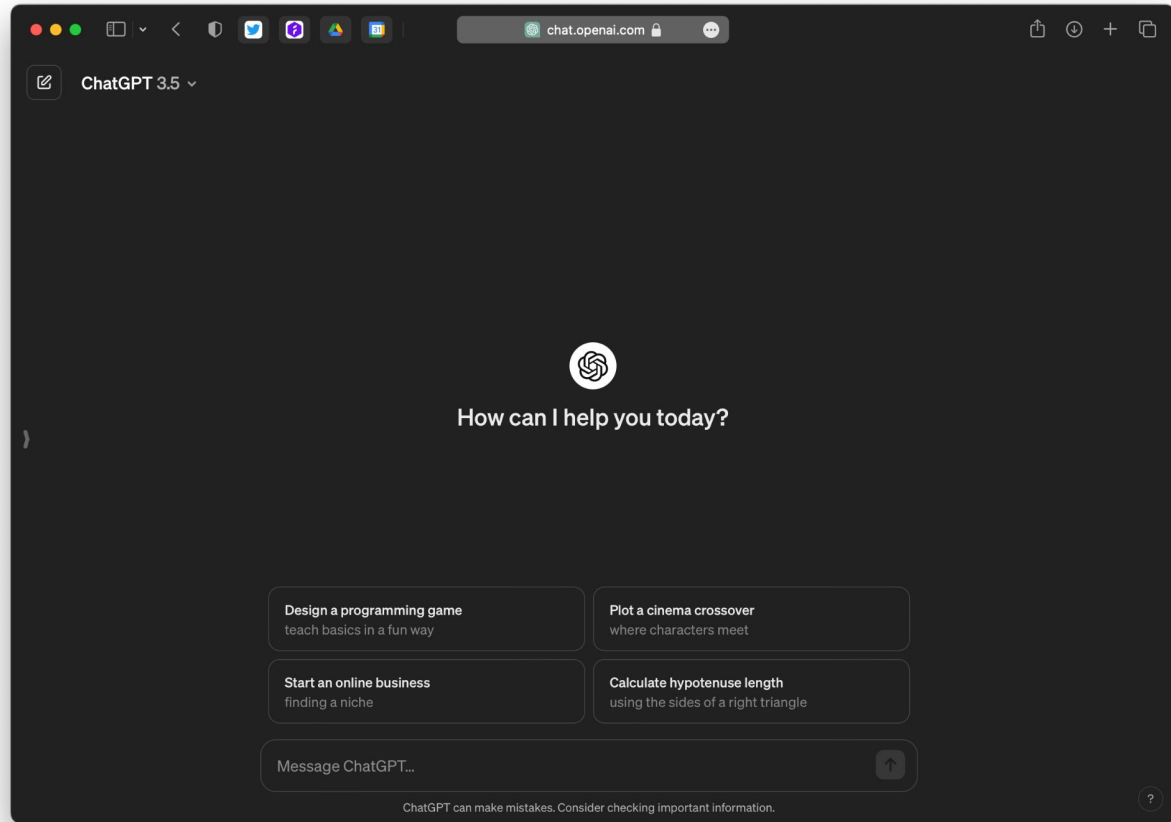 31
chat.openai.com
ChatGPT 3.5
How can I help you today?
Design a programming game
teach basics in a fun way
Plot a cinema crossover
where characters meet
Start an online business
finding a niche
Calculate hypotenuse length
using the sides of a right triangle
Message ChatGPT...
ChatGPT can make mistakes. Consider checking important information.
?